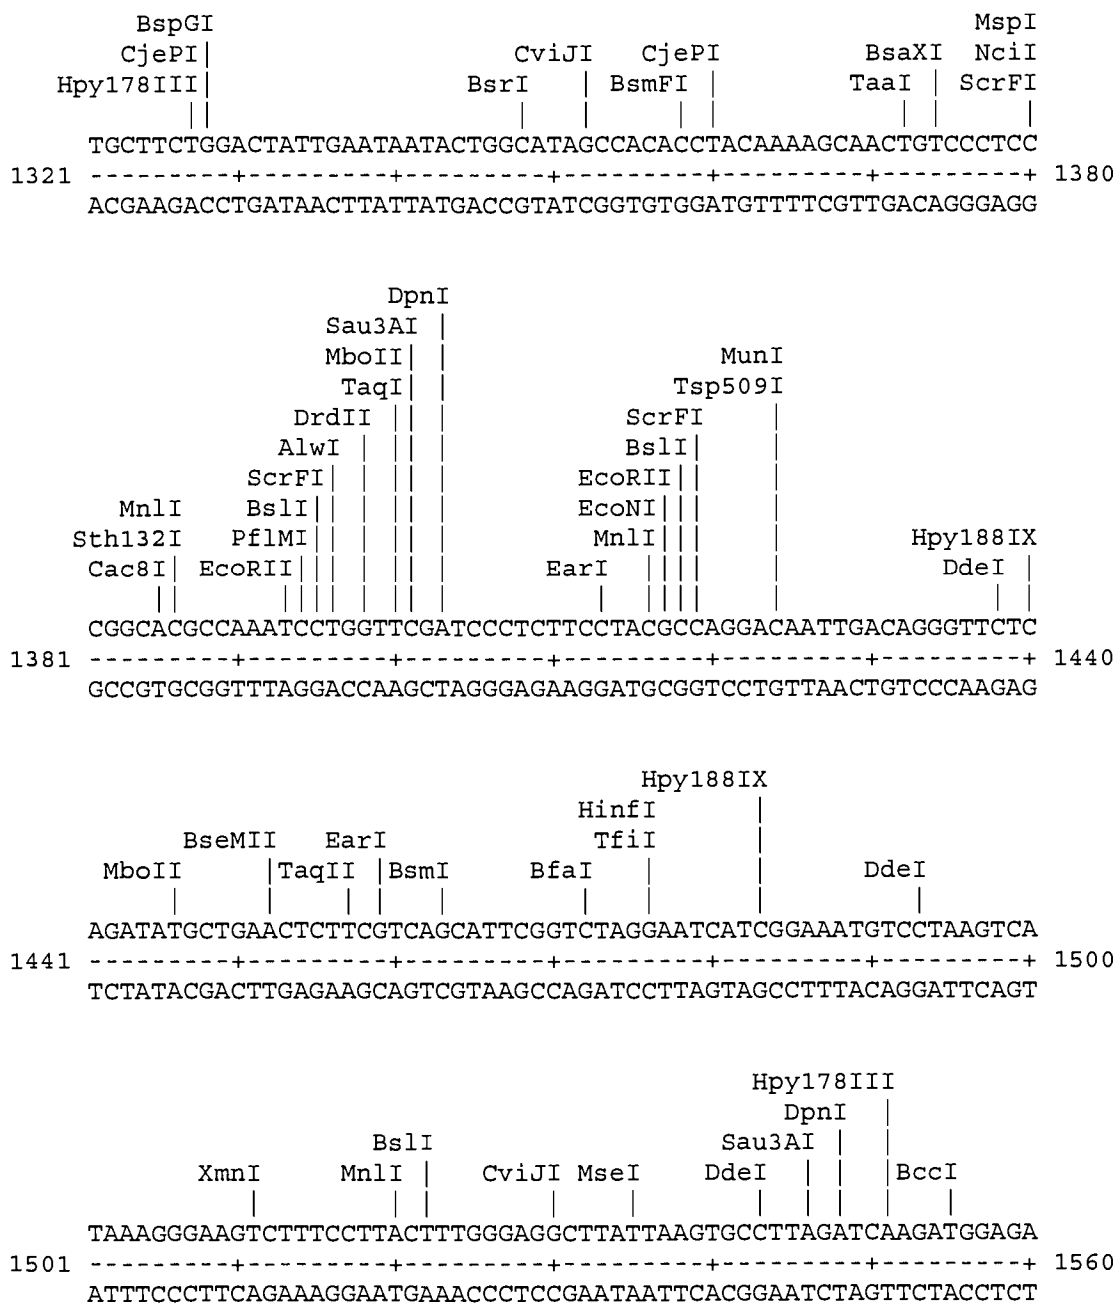 BspGI MspI
CjePI CviJI CjePI BsaXI NciI
Hpy178III BsrI BsmFI TaaI ScrFI
TGCTTCTGGACTATTGAATAATACTGGCATAGCCACACCTACAAAAGCAACTGTCCCTCC
1321 ---------+---------+---------+---------+---------+---------+ 1380
ACGAAGACCTGATAACTTATTATGACCGTATCGGTGTGGATGTTTTCGTTGACAGGGAGG
DpnI
Sau3AI
MboII MunI
TaqI Tsp509I
DrdII ScrFI
AlwI BslI
ScrFI EcoRII
MnlI BslI EcoNI
Sth132I PflMI MnlI Hpy188IX
Cac8I EcoRII EarI DdeI
CGGCACGCCAAATCCTGGTTCGATCCCTCTTCCTACGCCAGGACAATTGACAGGGTTCTC
1381 ---------+---------+---------+---------+---------+---------+ 1440
GCCGTGCGGTTTAGGACCAAGCTAGGGAGAAGGATGCGGTCCTGTTAACTGTCCCAAGAG
Hpy188IX
HinfI
BseMII EarI TfiI
MboII TaqII BsmI BfaI DdeI
AGATATGCTGAACTCTTCGTCAGCATTCGGTCTAGGAATCATCGGAAATGTCCTAAGTCA
1441 ---------+---------+---------+---------+---------+---------+ 1500
TCTATACGACTTGAGAAGCAGTCGTAAGCCAGATCCTTAGTAGCCTTTACAGGATTCAGT
Hpy178III
DpnI
BslI Sau3AI
XmnI MnlI CviJI MseI DdeI BccI
TAAAGGGAAGTCTTTCCTTACTTTGGGAGGCTTATTAAGTGCCTTAGATCAAGATGGAGA
1501 ---------+---------+---------+---------+---------+---------+ 1560
ATTTCCCTTCAGAAAGGAATGAAACCCTCCGAATAATTCACGGAATCTAGTTCTACCTCT